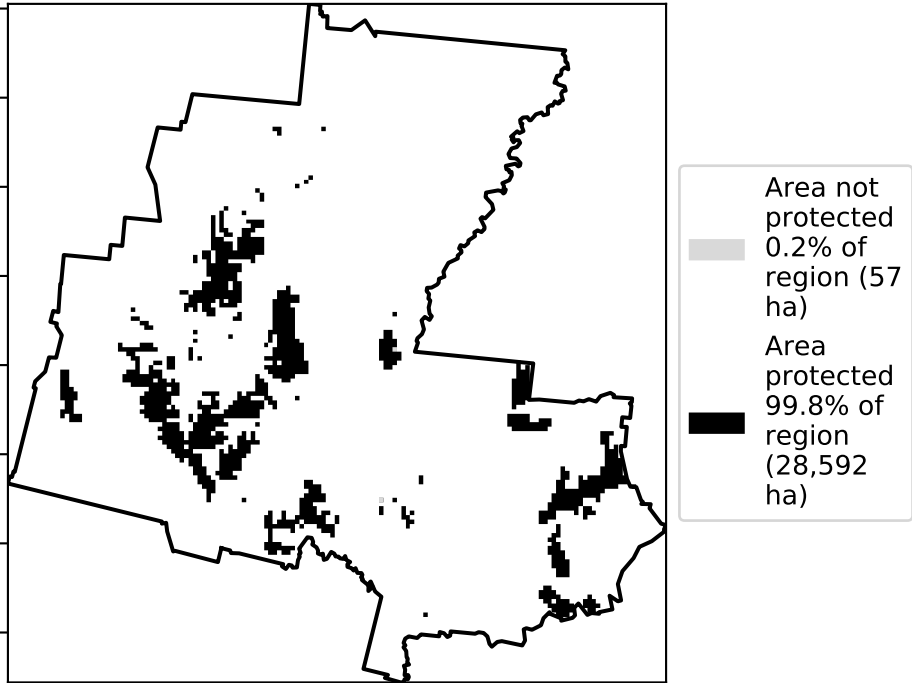 Area not
protected
0.2% of
region (57
ha)
Area
protected
99.8% of
region
(28,592
ha)